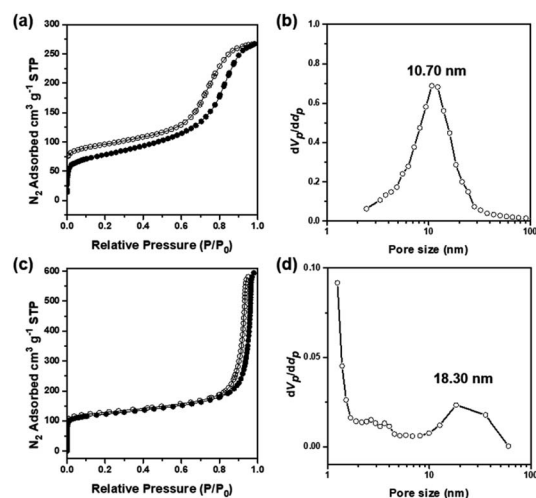 (a)
300
250
200
150
100
50
0
N₂ Adsorbed cm³ g⁻¹ STP
0.0 0.2 0.4 0.6 0.8 1.0
Relative Pressure (P/P₀)
(b)
1.0
0.8
0.6
0.4
0.2
0.0
dVₚ/ddₚ
10.70 nm
1 10
Pore size (nm)
(c)
600
500
400
300
200
100
0
N₂ Adsorbed cm³ g⁻¹ STP
0.0 0.2 0.4 0.6 0.8 1.0
Relative Pressure (P/P₀)
(d)
0.10
0.05
0.00
dVₚ/ddₚ
18.30 nm
1 10 100
Pore size (nm)